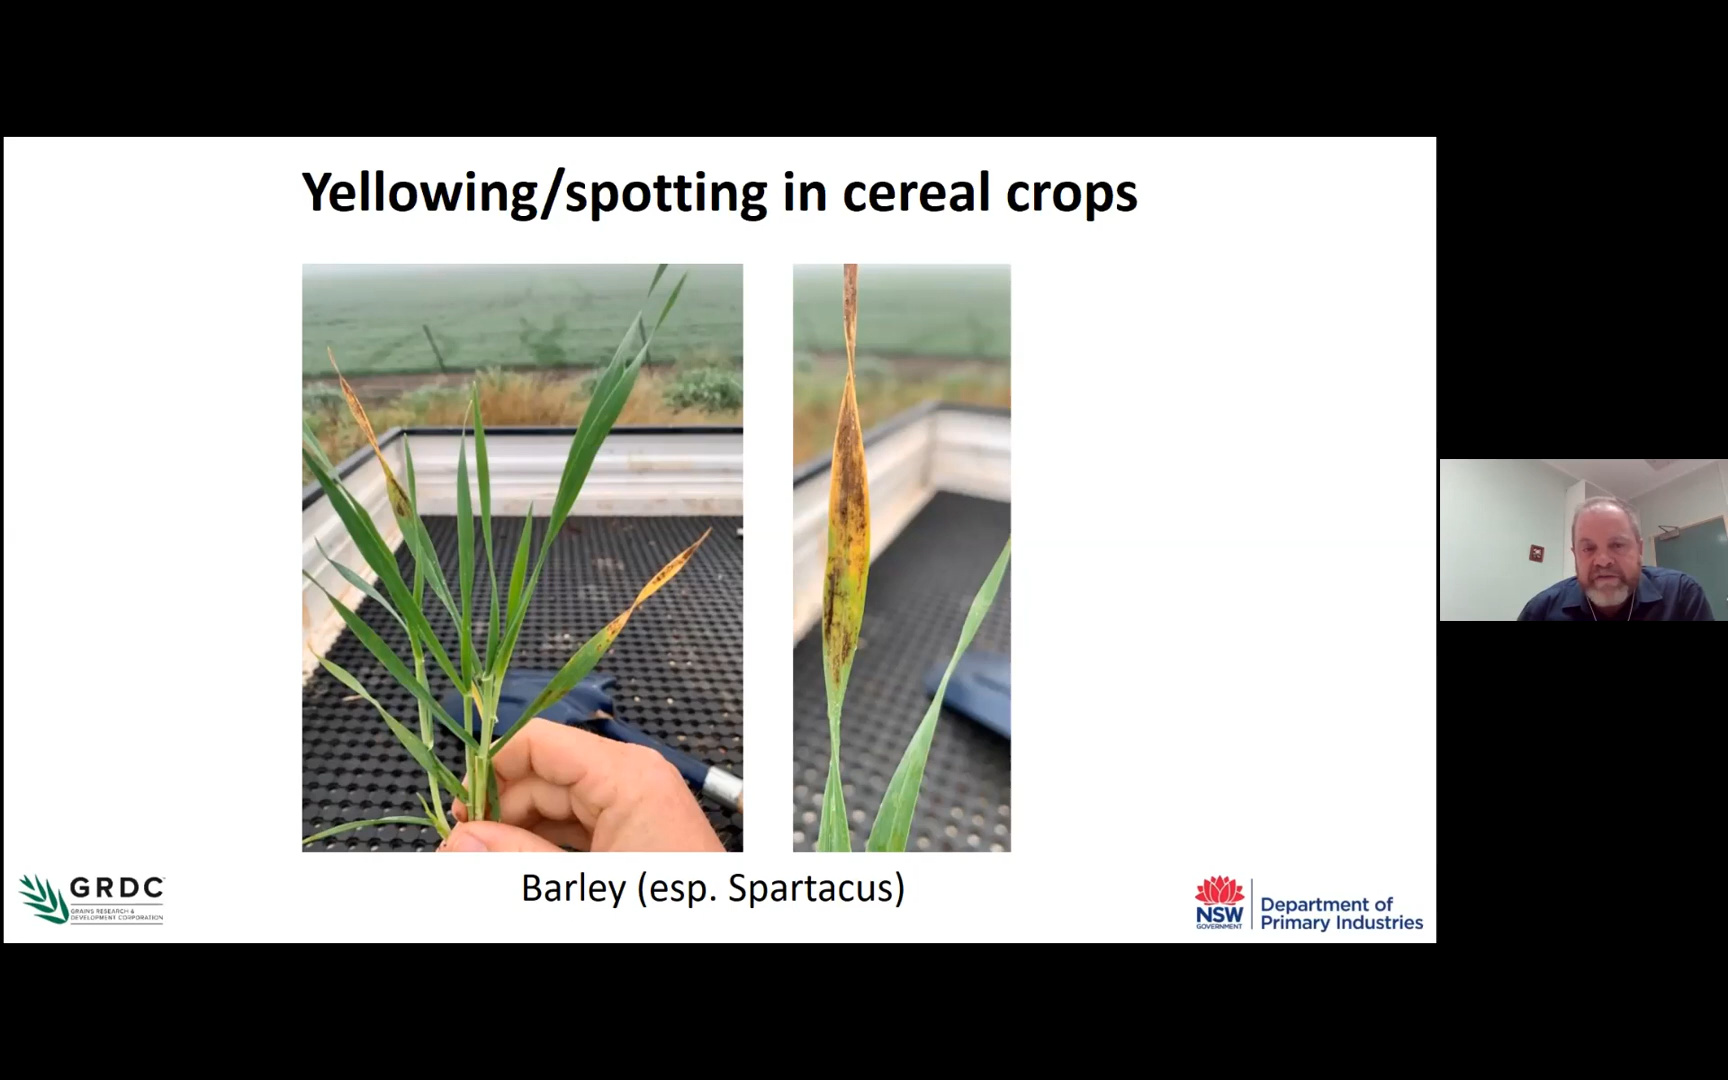 Yellowing/spotting in cereal crops
Barley (esp. Spartacus)
GRDC
GRAINS RESEARCH &
DEVELOPMENT CORPORATION
NSW
GOVERNMENT
Department of
Primary Industries